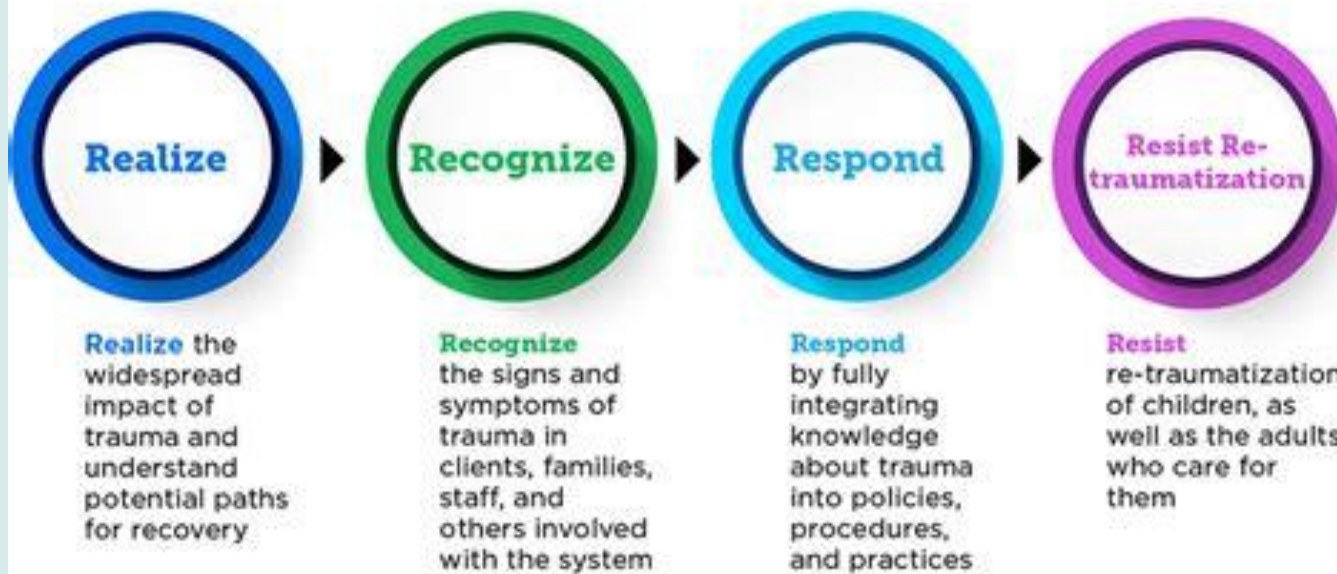 Realize
Recognize
Respond
Resist Re-
traumatization
Realize the
widespread
impact of
trauma and
understand
potential paths
for recovery
Recognize
the signs and
symptoms of
trauma in
clients, families,
staff, and
others involved
with the system
Respond
by fully
integrating
knowledge
about trauma
into policies,
procedures,
and practices
Resist
re-traumatization
of children, as
well as the adults
who care for
them